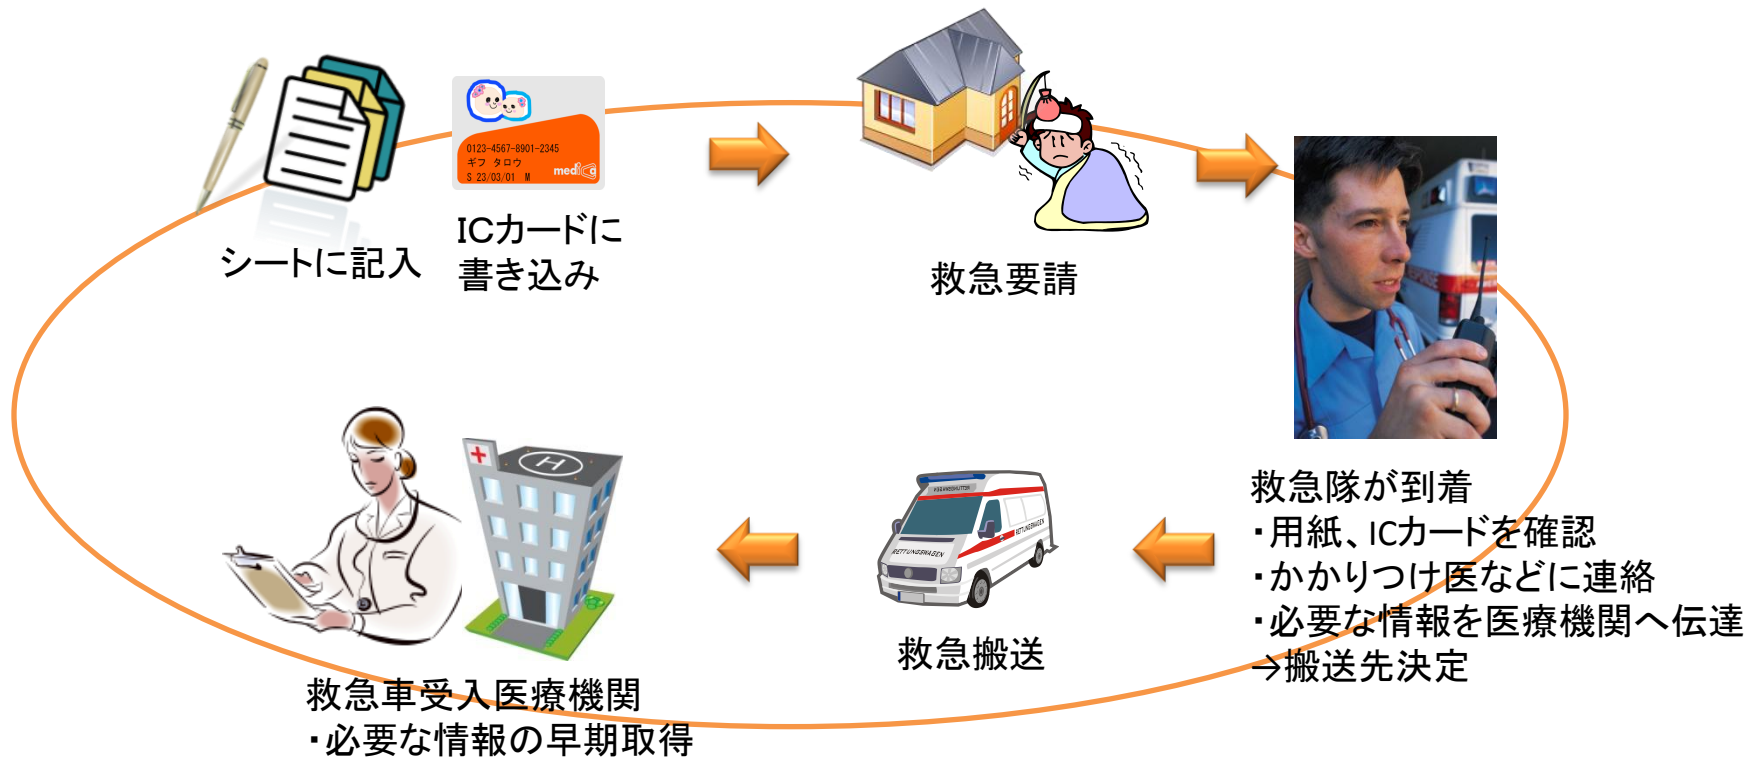 0123-4567-8901-2345
ギフ タロウ
S 23/03/01 M
medica
シートに記入
ICカードに
書き込み
救急要請
救急隊が到着
・用紙、ICカードを確認
・かかりつけ医などに連絡
・必要な情報を医療機関へ伝達
→搬送先決定
RETTUNGSWAGEN
RETTUNGSWAGEN
救急搬送
H
救急車受入医療機関
・必要な情報の早期取得